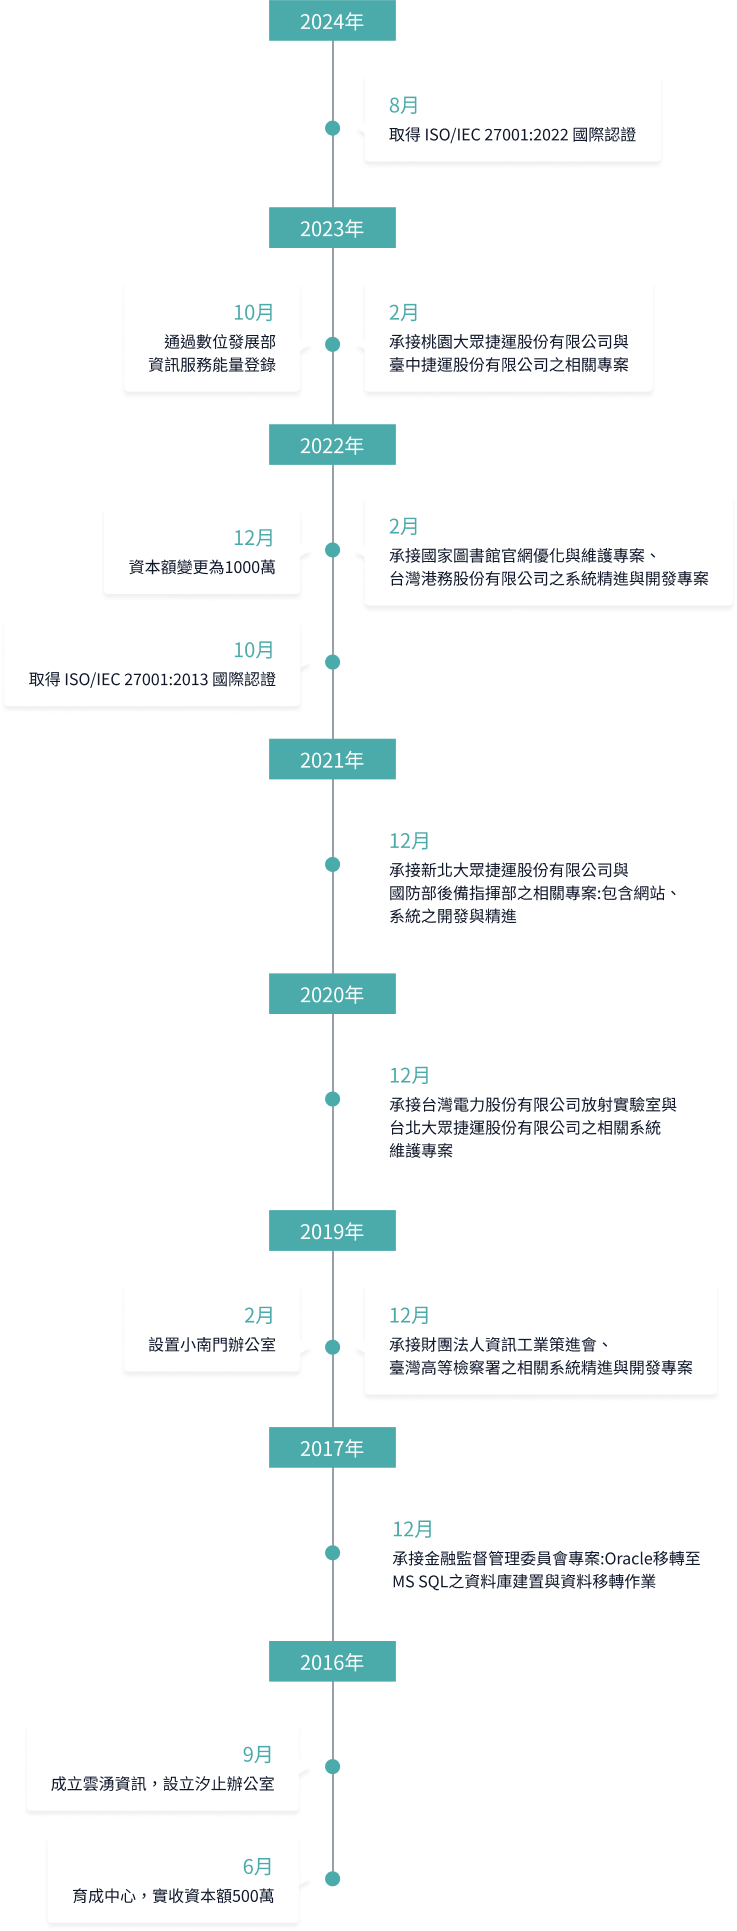 2024年
8月
取得 ISO/IEC 27001:2022 國際認證
2023年
10月
通過數位發展部
資訊服務能量登錄
2月
承接桃園大眾捷運股份有限公司與
臺中捷運股份有限公司之相關專案
2022年
12月
資本額變更為1000萬
2月
承接國家圖書館官網優化與維護專案、
台灣港務股份有限公司之系統精進與開發專案
10月
取得 ISO/IEC 27001:2013 國際認證
2021年
12月
承接新北大眾捷運股份有限公司與
國防部後備指揮部之相關專案:包含網站、
系統之開發與精進
2020年
12月
承接台灣電力股份有限公司放射實驗室與
台北大眾捷運股份有限公司之相關系統
維護專案
2019年
2月
設置小南門辦公室
12月
承接財團法人資訊工業策進會、
臺灣高等檢察署之相關系統精進與開發專案
2017年
12月
承接金融監督管理委員會專案:Oracle移轉至
MS SQL之資料庫建置與資料移轉作業
2016年
9月
成立雲湧資訊，設立汐止辦公室
6月
育成中心，實收資本額500萬